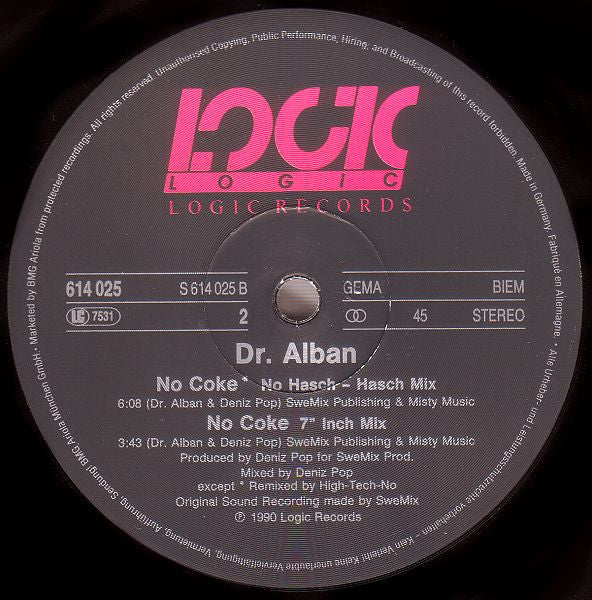 LOGIC
LOGIC
LOGIC RECORDS
614 025 S 614 025 B GEMA BIEM
LC 7531 2 45 STEREO
Dr. Alban
No Coke * No Hasch – Hasch Mix
6:08 (Dr. Alban & Deniz Pop) SweMix Publishing & Misty Music
No Coke 7" Inch Mix
3:43 (Dr. Alban & Deniz Pop) SweMix Publishing & Misty Music
Produced by Deniz Pop for SweMix Prod.
Mixed by Deniz Pop
except * Remixed by High-Tech-No
Original Sound Recording made by SweMix
℗ 1990 Logic Records
Marketed by BMG Ariola from protected recordings. All rights reserved. Unauthorised Copying, Public Performance, Hiring, and Broadcasting of this record forbidden. Made in Germany. Fabriqué en Allemagne • Alle Urheber- und Leistungsschutzrechte vorbehalten – Kein Verleih! Keine unerlaubte Vervielfältigung, Vermietung, Aufführung, Sendung! BMG Ariola München GmbH •